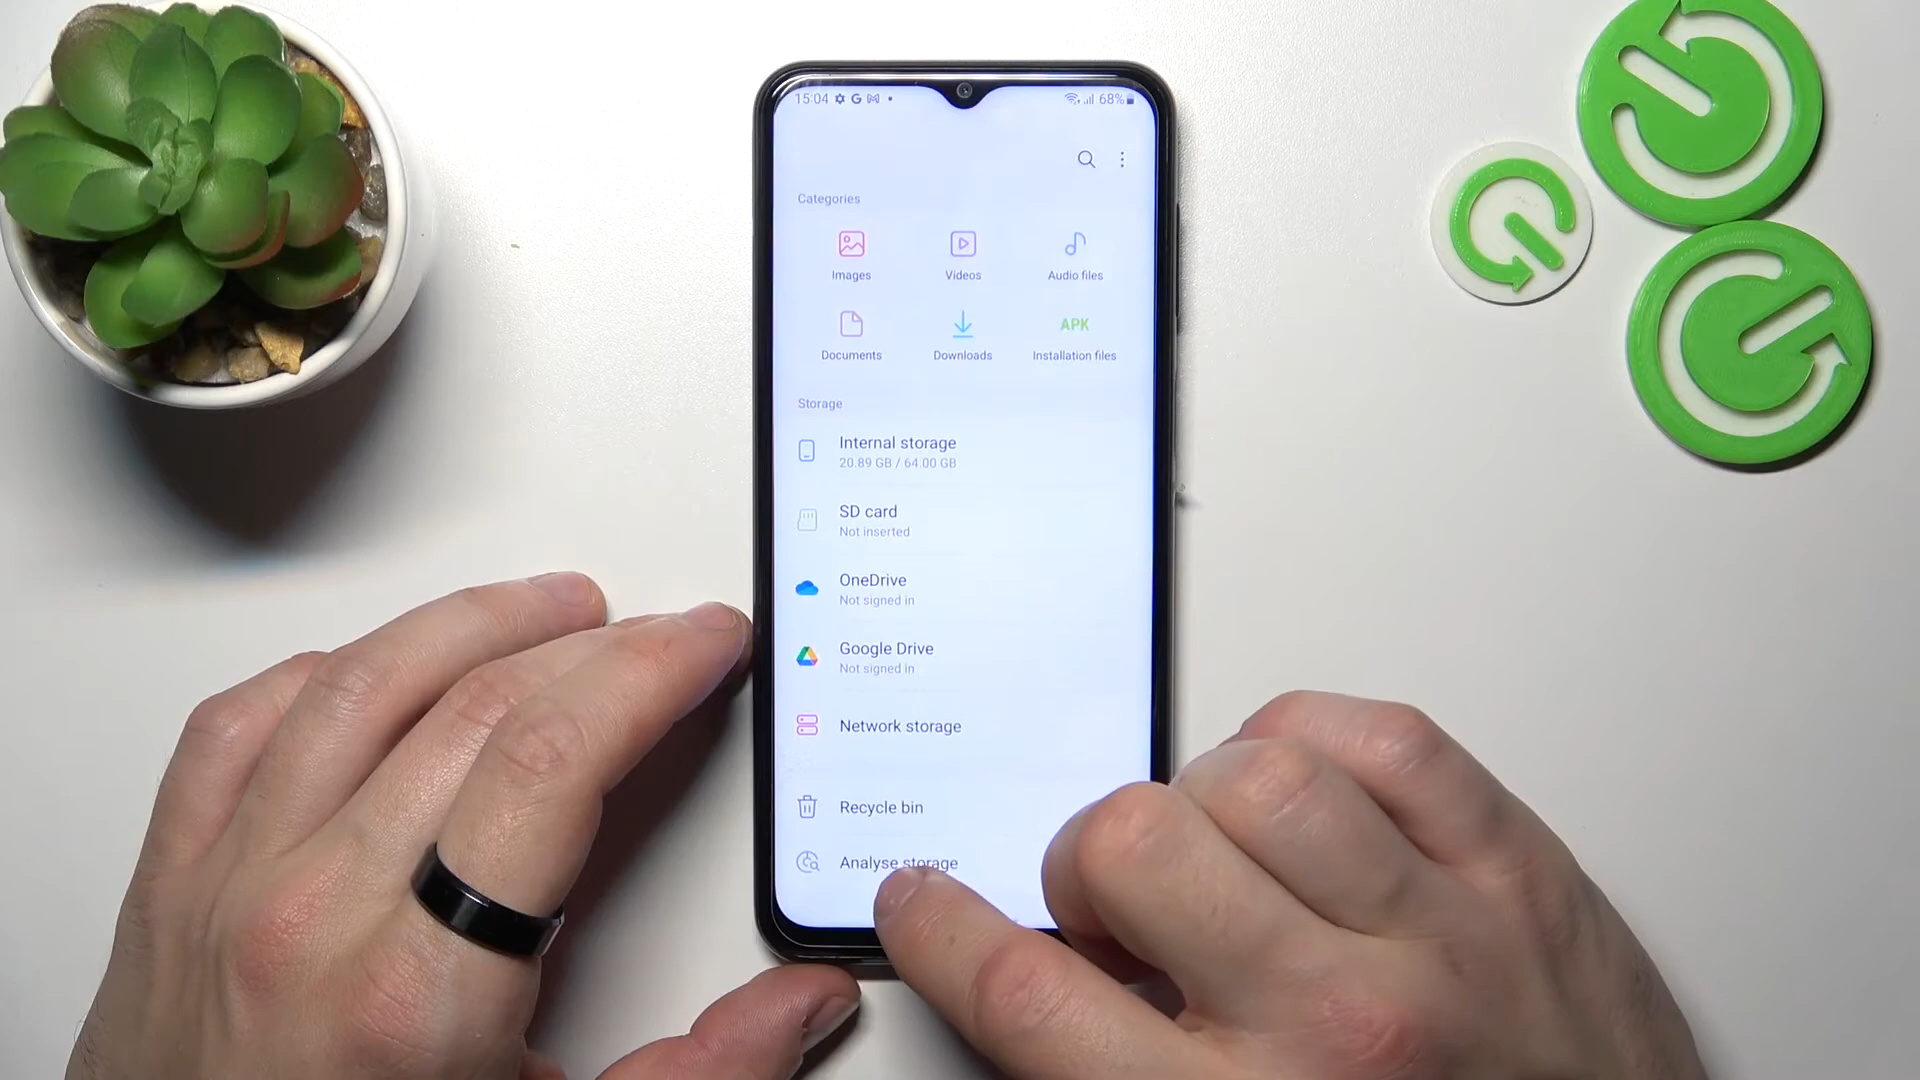 15:04 G M 68%
Categories
Images Videos Audio files
APK
Documents Downloads Installation files
Storage
Internal storage
20.89 GB / 64.00 GB
SD card
Not inserted
OneDrive
Not signed in
Google Drive
Not signed in
Network storage
Recycle bin
Analyse storage